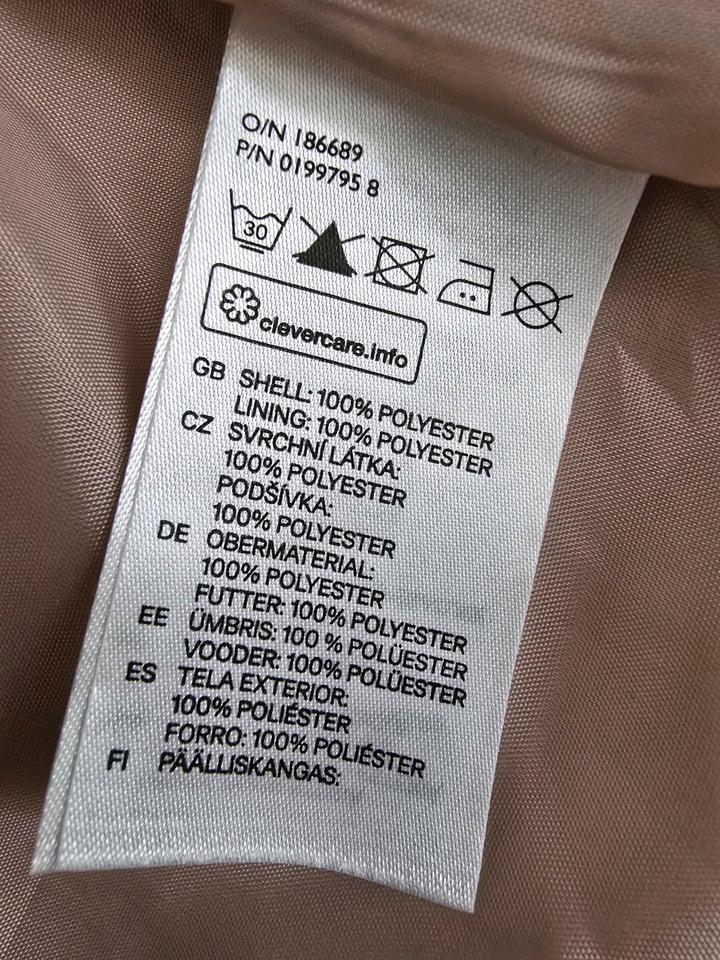 O/N 186689
P/N 0199795 8
30
clevercare.info
GB SHELL: 100% POLYESTER
LINING: 100% POLYESTER
CZ SVRCHNÍ LÁTKA:
100% POLYESTER
PODŠÍVKA:
100% POLYESTER
DE OBERMATERIAL:
100% POLYESTER
FUTTER: 100% POLYESTER
EE ÜMBRIS: 100 % POLÜESTER
VOODER: 100% POLÜESTER
ES TELA EXTERIOR:
100% POLIÉSTER
FORRO: 100% POLIÉSTER
FI PÄÄLLISKANGAS: